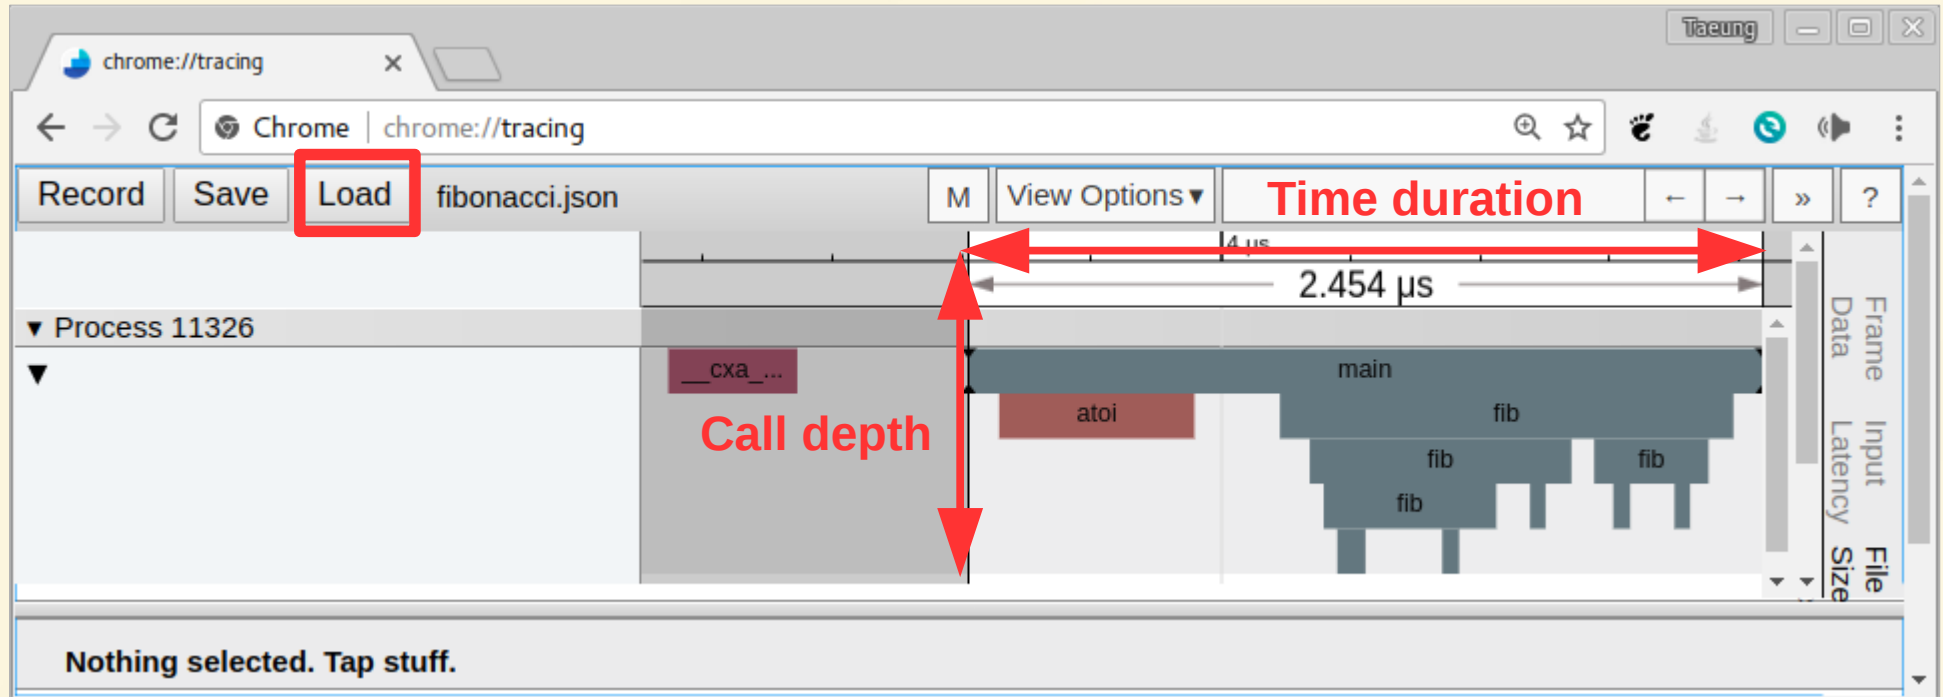 Taeung
chrome://tracing
Chrome chrome://tracing
Record Save Load fibonacci.json M View Options▾ Time duration ← → » ?
4 µs
2.454 µs
▼ Process 11326
▼
__cxa_... main
atoi fib
Call depth
fib fib
fib
Frame Data
Input Latency
File Size
Nothing selected. Tap stuff.